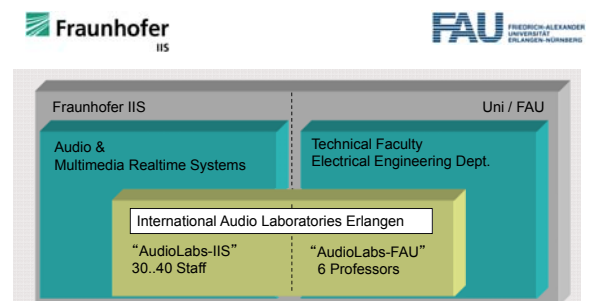 Fraunhofer
IIS
FAU
FRIEDRICH-ALEXANDER
UNIVERSITÄT
ERLANGEN-NÜRNBERG
Fraunhofer IIS
Uni / FAU
Audio &
Multimedia Realtime Systems
Technical Faculty
Electrical Engineering Dept.
International Audio Laboratories Erlangen
“AudioLabs-IIS”
30..40 Staff
“AudioLabs-FAU”
6 Professors